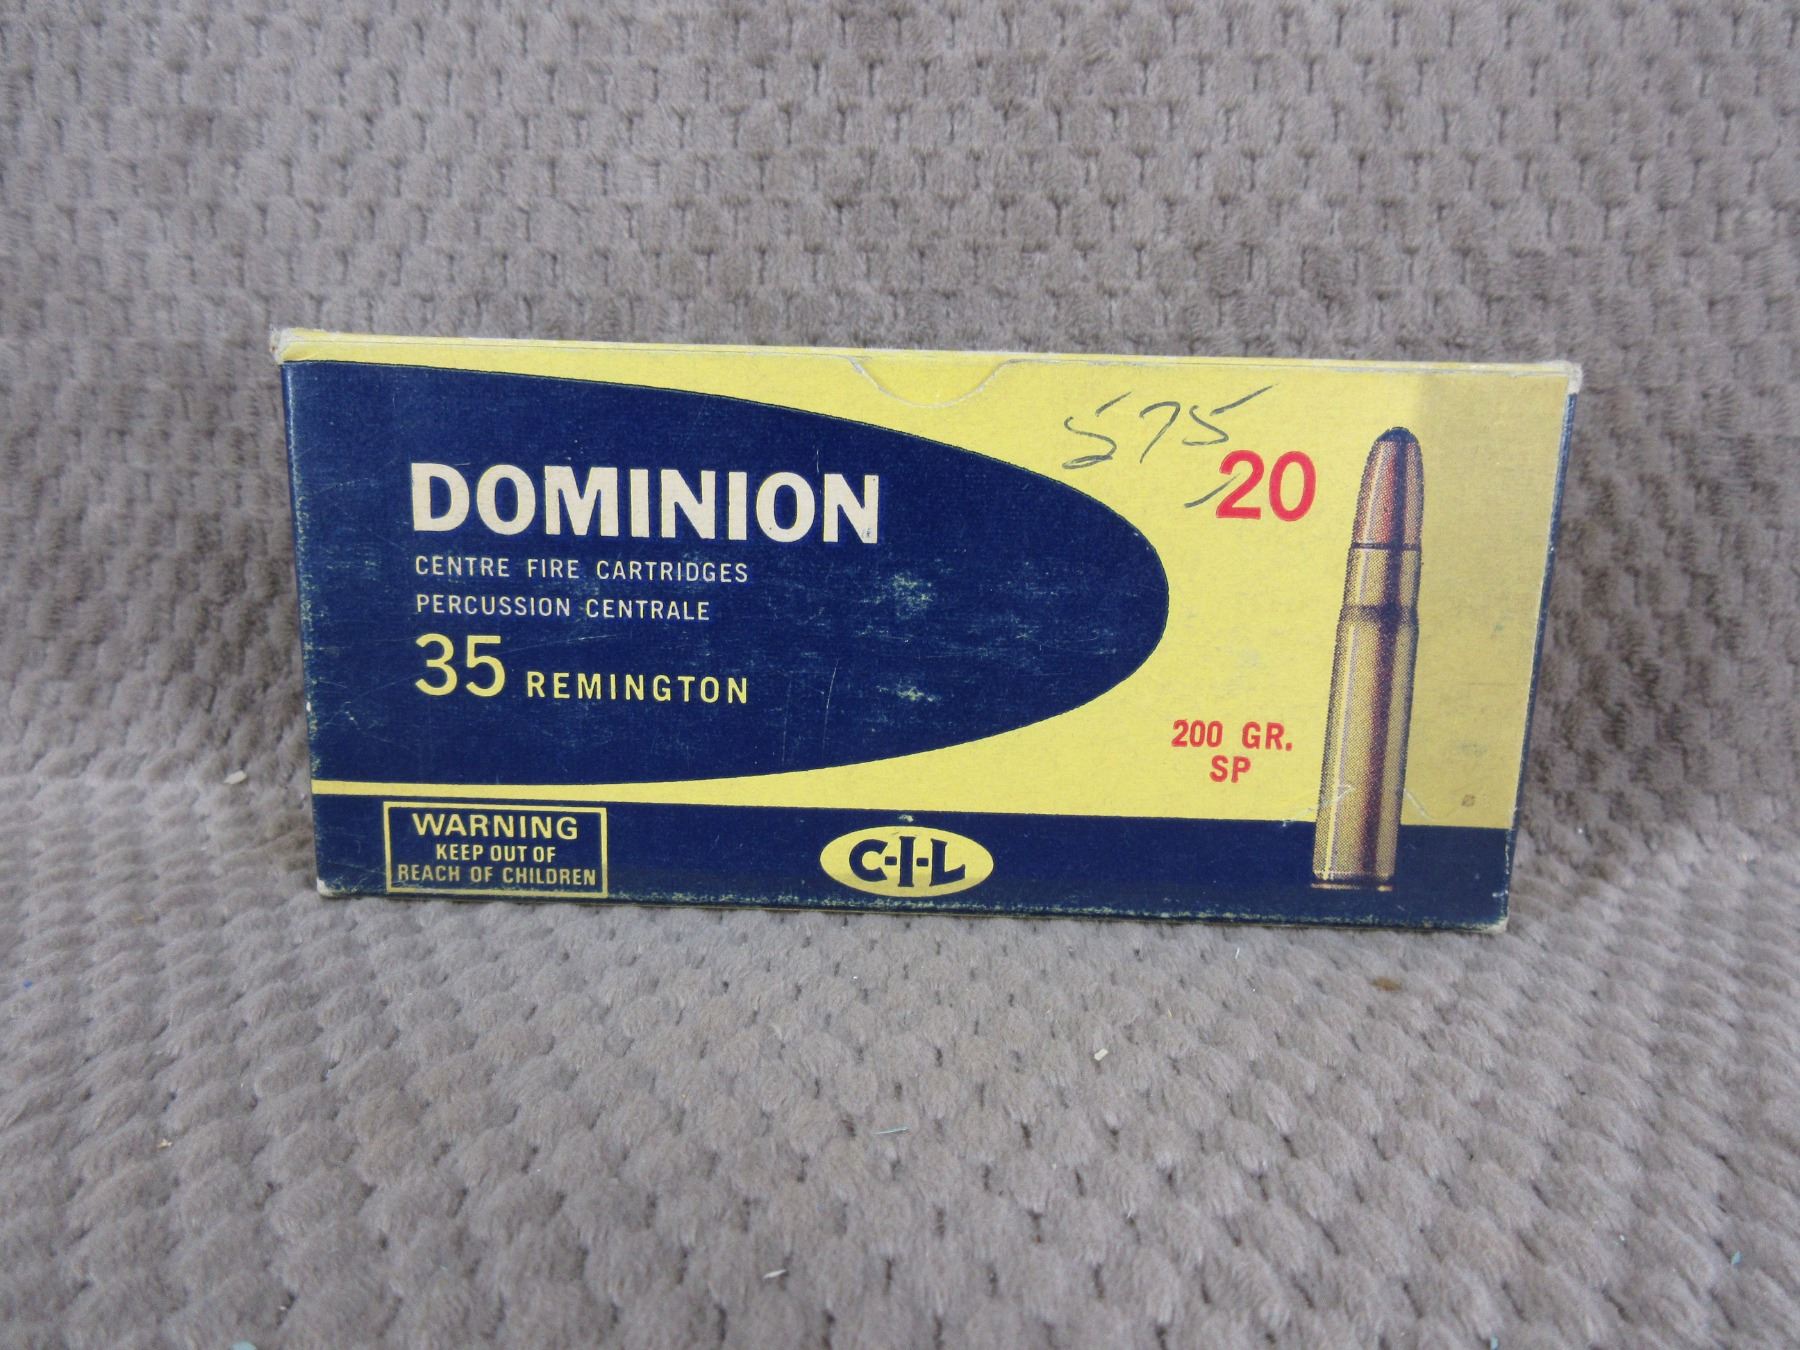 DOMINION
CENTRE FIRE CARTRIDGES
PERCUSSION CENTRALE
35 REMINGTON
575
20
200 GR.
SP
WARNING
KEEP OUT OF
REACH OF CHILDREN
C-I-L